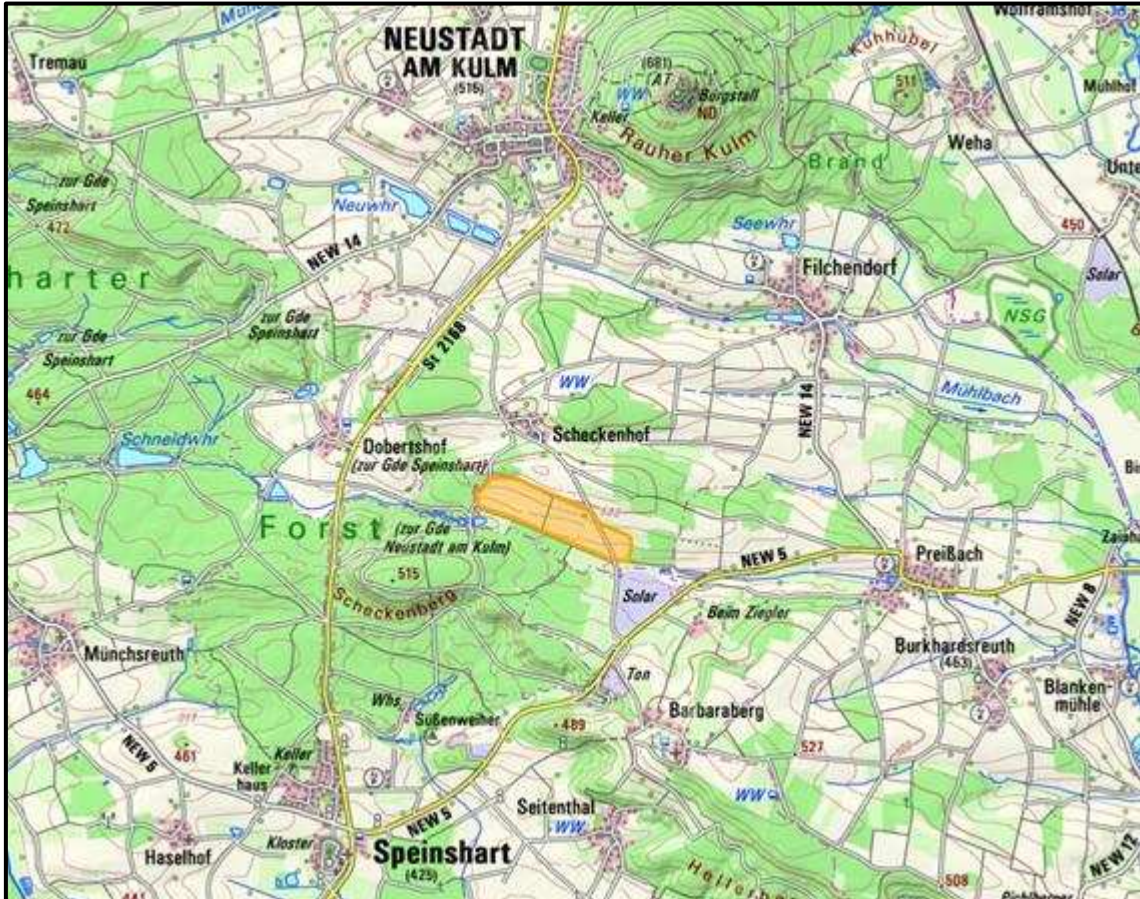 Wolframshof
NEUSTADT
AM KULM
(516)
Kühhübel
Tremau
(681)
AT
WW
Burgstall
ND
Keller
Rauher Kulm
511
Mühlhof
Weha
Brand
Unte
zur Gde
Speinshart
472
Neuwhr
NEW 14
Seewhr
450
Filchendorf
Solar
harter
zur Gde
Speinshart
zur Gde
Speinshart
NSG
St 2168
464
WW
Mühlbach
NEW 14
Schneidwhr
Scheckenhof
Dobertshof
(zur Gde Speinshart)
Forst
(zur Gde
Neustadt am Kulm)
515
Scheckenberg
NEW 5
Preißach
Solar
Beim Ziegler
NEW 8
Münchsreuth
Burkhardsreuth
(463)
Ton
Blanken-
mühle
Whs
Süßenweiher
Barbaraberg
489
527
NEW 5
461
Keller
Keller
haus
WW
NEW 5
Seitenthal
WW
Haselhof
Kloster
Speinshart
(425)
NEW 12
508
441